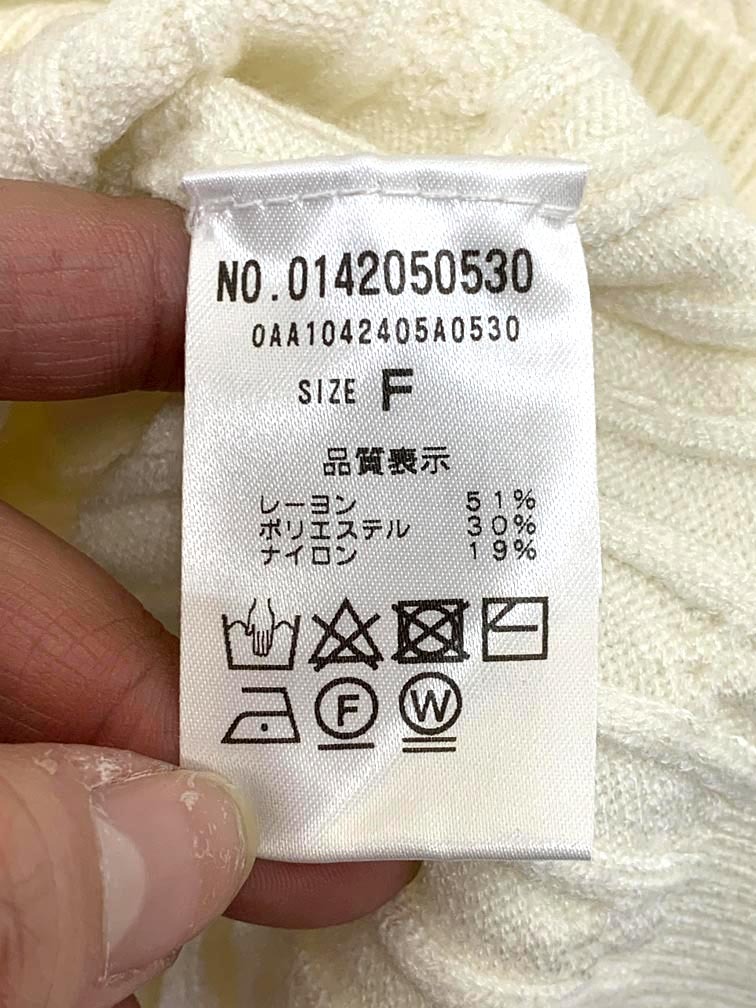 NO.0142050530
0AA1042405A0530
SIZE F
品質表示
レーヨン 51%
ポリエステル 30%
ナイロン 19%
F W